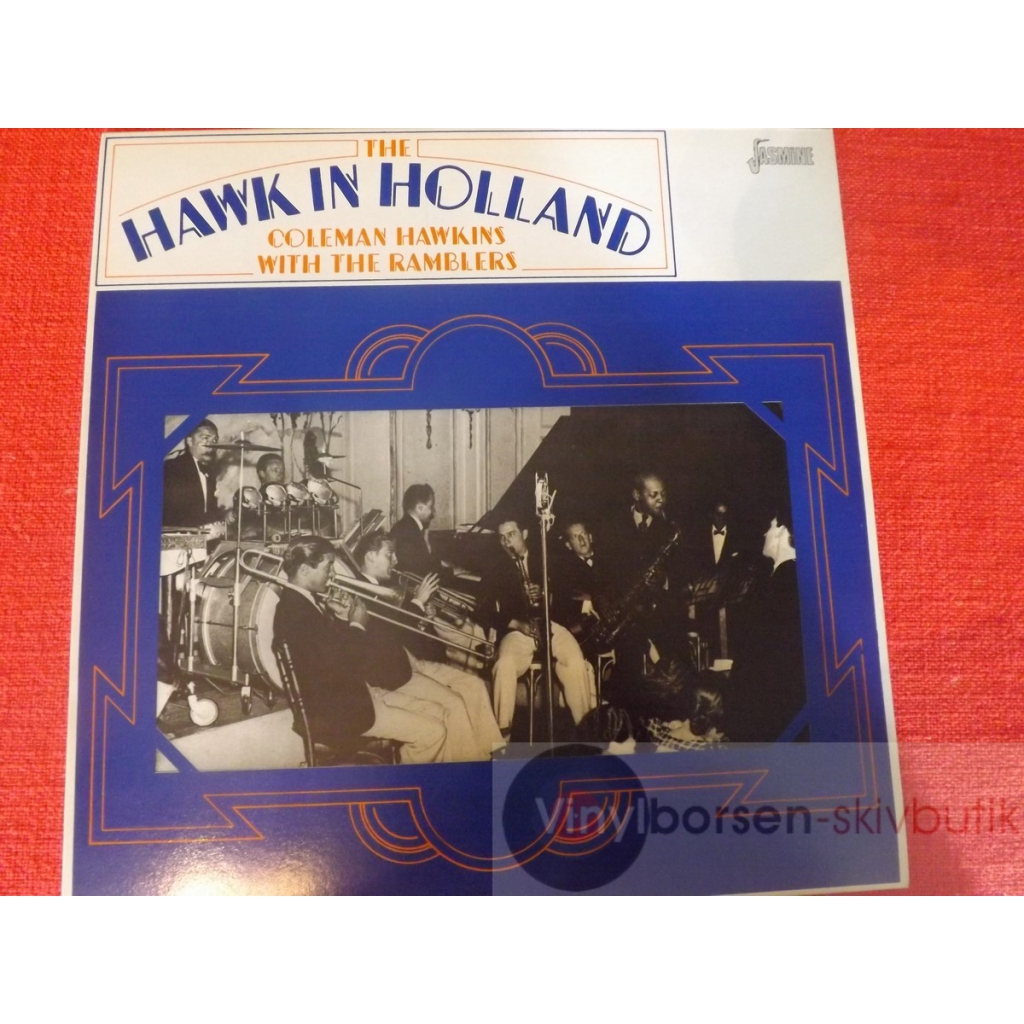 THE
HAWK IN HOLLAND
COLEMAN HAWKINS
WITH THE RAMBLERS
JASMINE
Vinylborsen-skivbutik